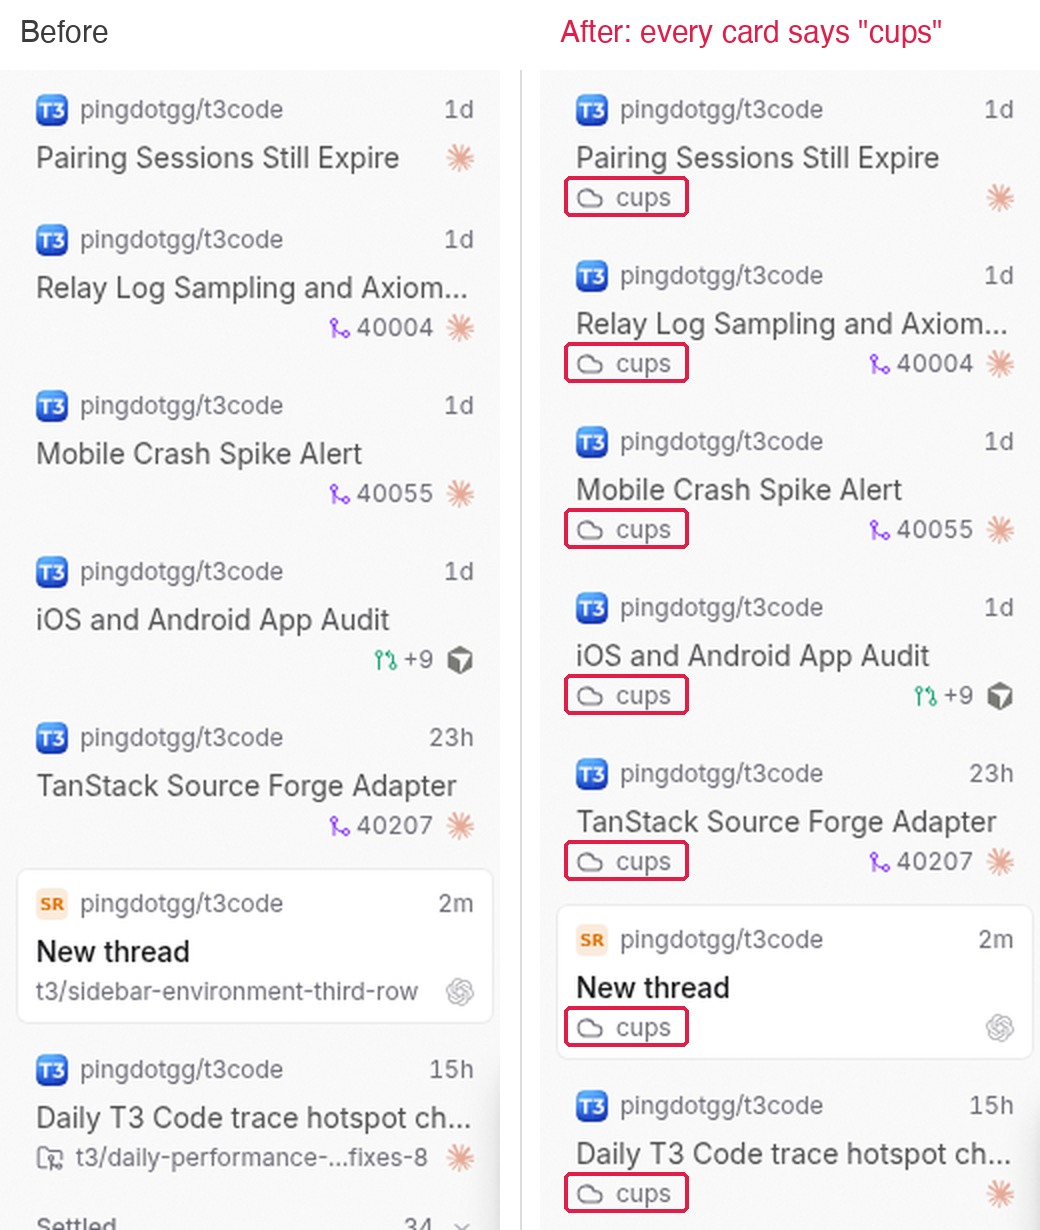 Before
T3 pingdotgg/t3code 1d
Pairing Sessions Still Expire
T3 pingdotgg/t3code 1d
Relay Log Sampling and Axiom...
40004
T3 pingdotgg/t3code 1d
Mobile Crash Spike Alert
40055
T3 pingdotgg/t3code 1d
iOS and Android App Audit
+9
T3 pingdotgg/t3code 23h
TanStack Source Forge Adapter
40207
SR pingdotgg/t3code 2m
New thread
t3/sidebar-environment-third-row
T3 pingdotgg/t3code 15h
Daily T3 Code trace hotspot ch...
t3/daily-performance-...fixes-8
Settled 34
After: every card says "cups"
T3 pingdotgg/t3code 1d
Pairing Sessions Still Expire
cups
T3 pingdotgg/t3code 1d
Relay Log Sampling and Axiom...
cups 40004
T3 pingdotgg/t3code 1d
Mobile Crash Spike Alert
cups 40055
T3 pingdotgg/t3code 1d
iOS and Android App Audit
cups +9
T3 pingdotgg/t3code 23h
TanStack Source Forge Adapter
cups 40207
SR pingdotgg/t3code 2m
New thread
cups
T3 pingdotgg/t3code 15h
Daily T3 Code trace hotspot ch...
cups